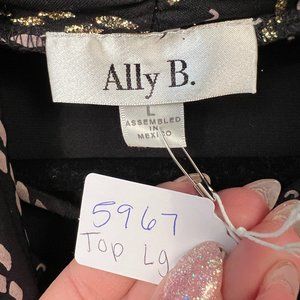 Ally B.
L
ASSEMBLED
IN
MEXICO
5967
Top Lg